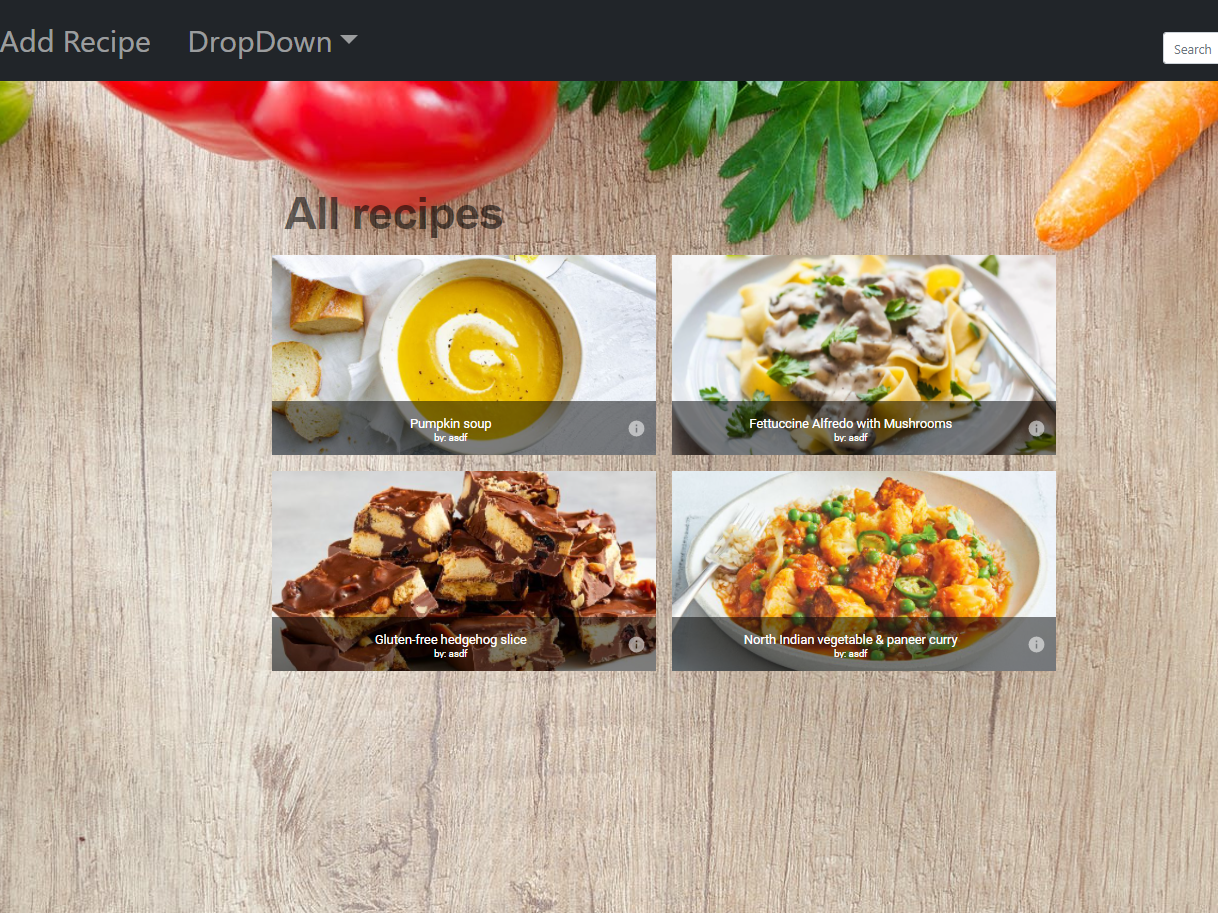 Add Recipe
DropDown
Search
All recipes
Pumpkin soup
by: asdf
Fettuccine Alfredo with Mushrooms
by: asdf
Gluten-free hedgehog slice
by: asdf
North Indian vegetable & paneer curry
by: asdf